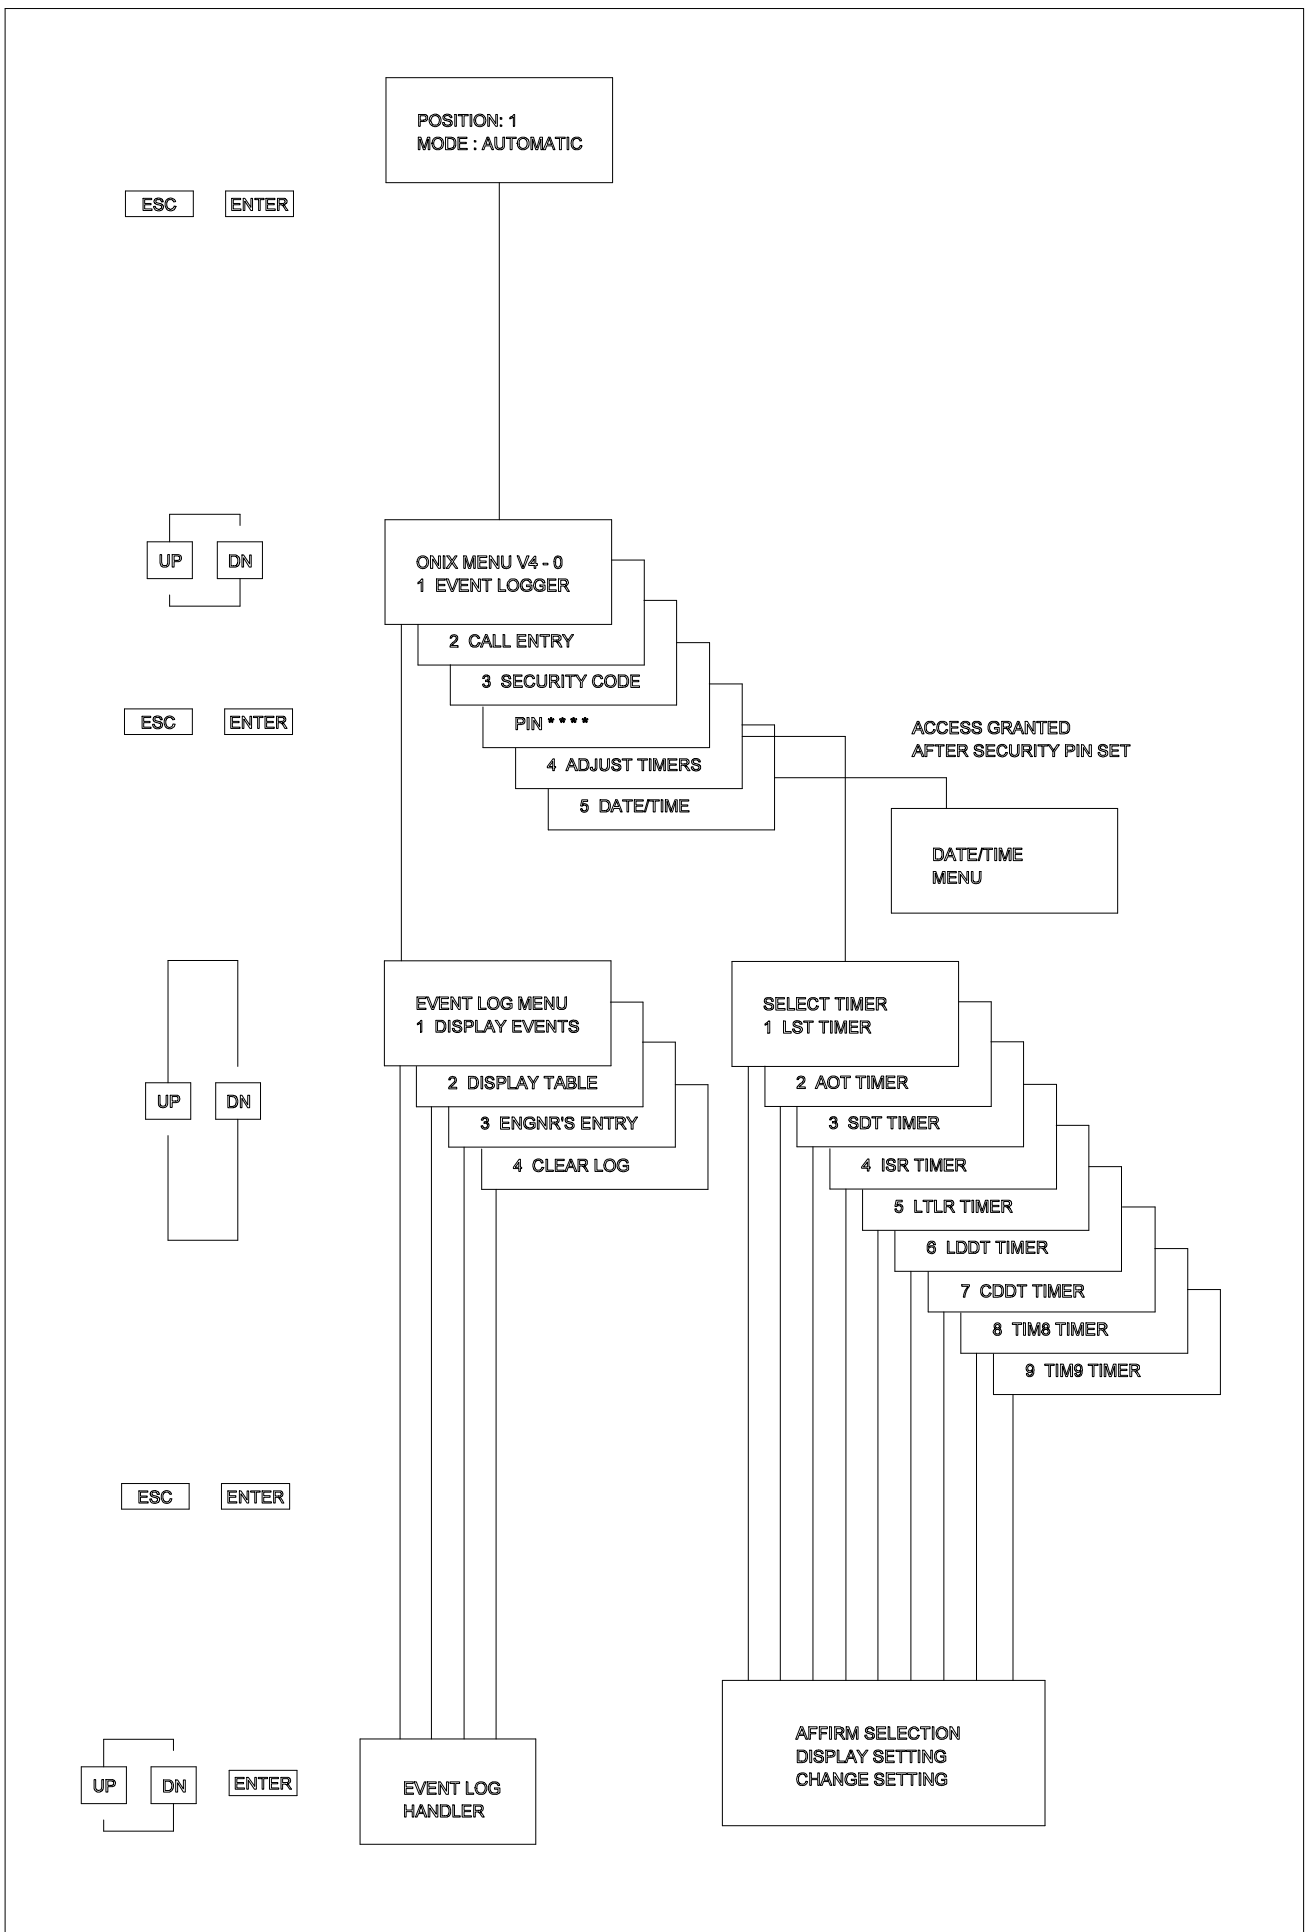 POSITION: 1
MODE : AUTOMATIC
ESC ENTER
UP DN
ONIX MENU V4 - 0
1 EVENT LOGGER
2 CALL ENTRY
3 SECURITY CODE
PIN * * * *
4 ADJUST TIMERS
5 DATE/TIME
ESC ENTER
ACCESS GRANTED
AFTER SECURITY PIN SET
DATE/TIME
MENU
UP DN
EVENT LOG MENU
1 DISPLAY EVENTS
2 DISPLAY TABLE
3 ENGNR'S ENTRY
4 CLEAR LOG
SELECT TIMER
1 LST TIMER
2 AOT TIMER
3 SDT TIMER
4 ISR TIMER
5 LTLR TIMER
6 LDDT TIMER
7 CDDT TIMER
8 TIM8 TIMER
9 TIM9 TIMER
ESC ENTER
UP DN ENTER
EVENT LOG
HANDLER
AFFIRM SELECTION
DISPLAY SETTING
CHANGE SETTING